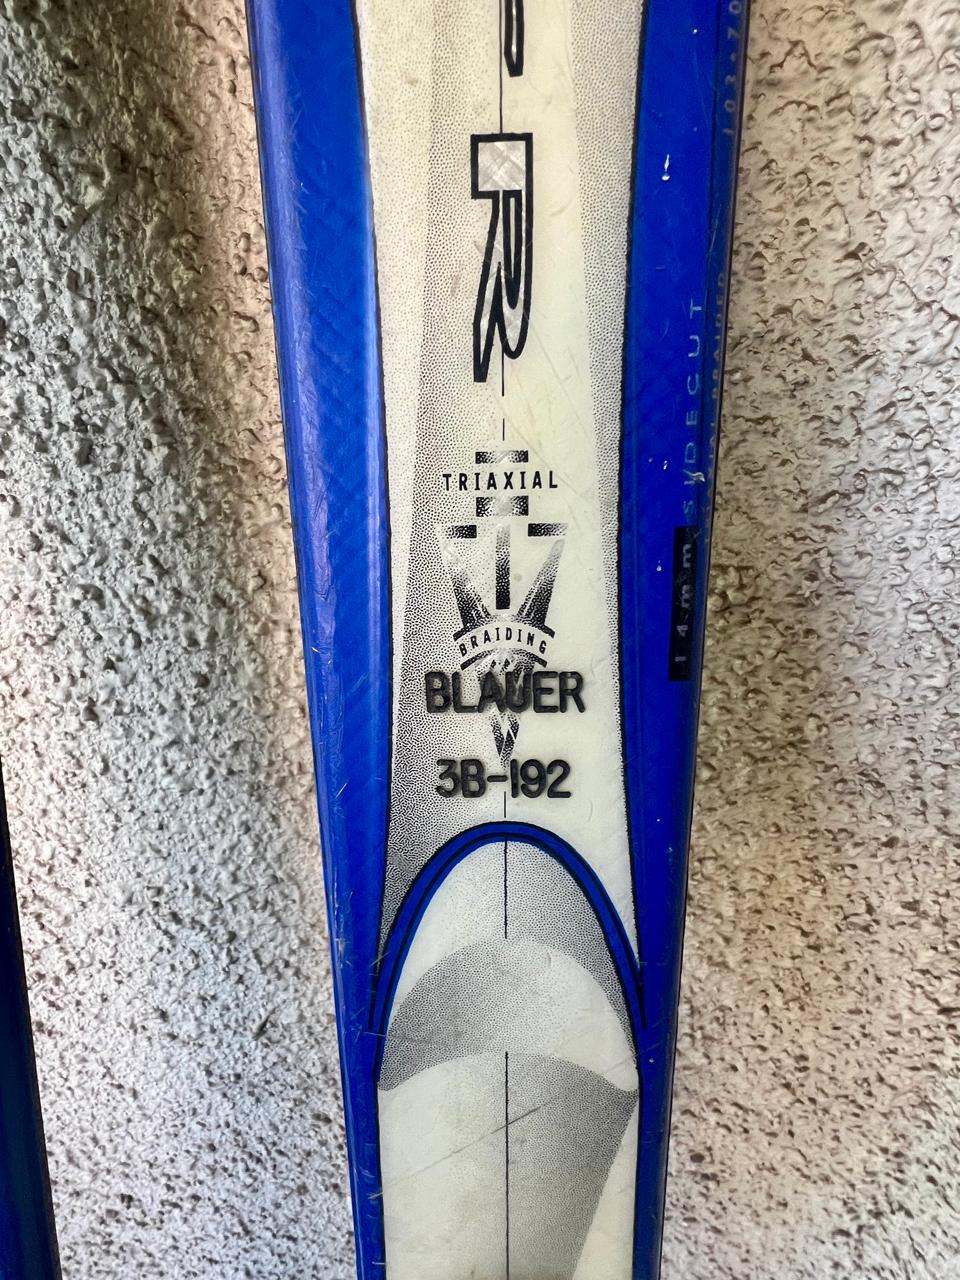 R
TRIAXIAL
BRAIDING
BLAUER
3B-192
14mm SIDECUT